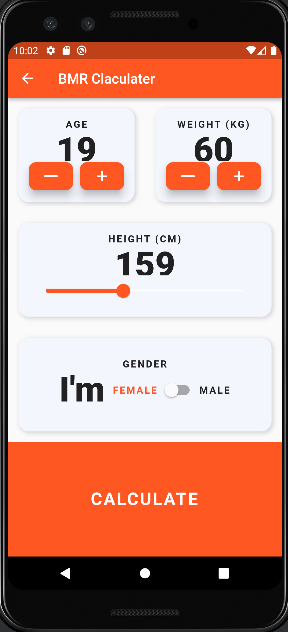 10:02
BMR Claculater
AGE
19
WEIGHT (KG)
60
HEIGHT (CM)
159
GENDER
I'm FEMALE MALE
CALCULATE